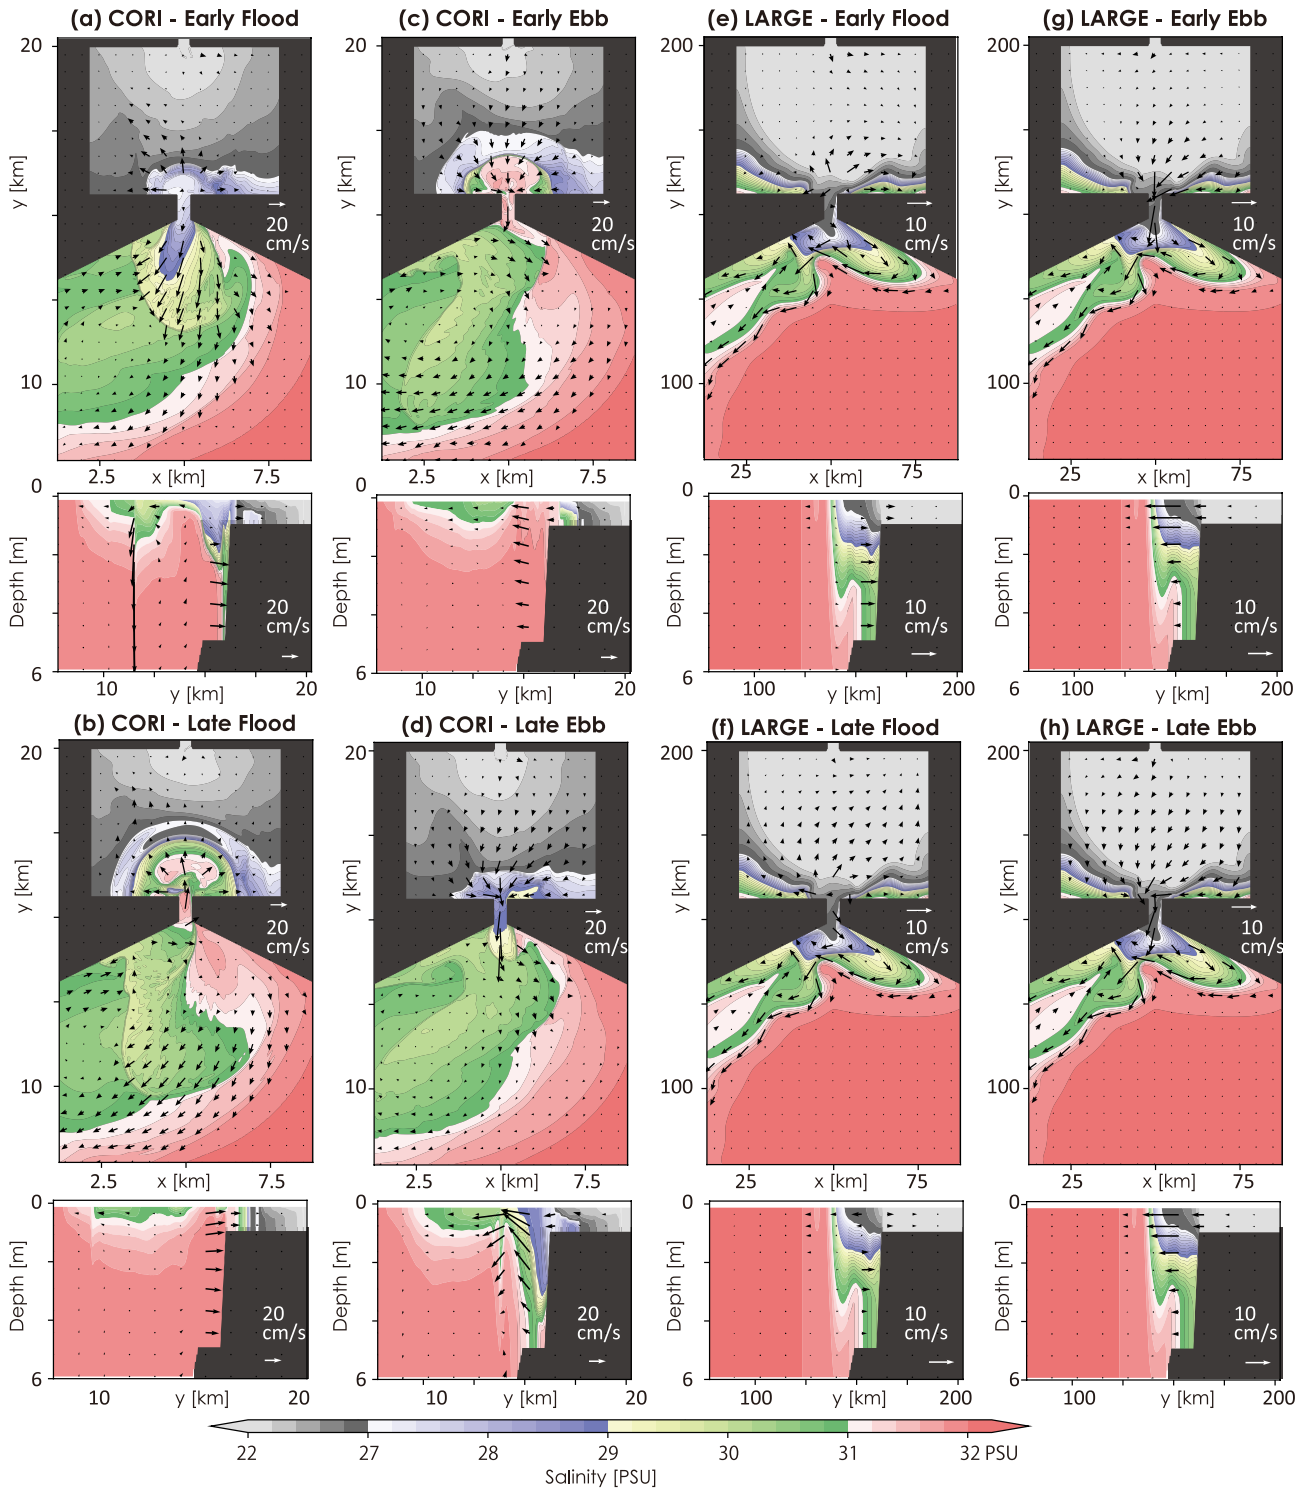 (a) CORI - Early Flood
(c) CORI - Early Ebb
(e) LARGE - Early Flood
(g) LARGE - Early Ebb
20
y [km]
10
20
cm/s
2.5
x [km]
7.5
20
y [km]
10
20
cm/s
2.5
x [km]
7.5
200
y [km]
100
10
cm/s
25
x [km]
75
200
y [km]
100
10
cm/s
25
x [km]
75
0
Depth [m]
6
20
cm/s
10
y [km]
20
0
Depth [m]
6
20
cm/s
10
y [km]
20
0
Depth [m]
6
10
cm/s
100
y [km]
200
0
Depth [m]
6
10
cm/s
100
y [km]
200
(b) CORI - Late Flood
(d) CORI - Late Ebb
(f) LARGE - Late Flood
(h) LARGE - Late Ebb
20
y [km]
10
20
cm/s
2.5
x [km]
7.5
20
y [km]
10
20
cm/s
2.5
x [km]
7.5
200
y [km]
100
10
cm/s
25
x [km]
75
200
y [km]
100
10
cm/s
25
x [km]
75
0
Depth [m]
6
20
cm/s
10
y [km]
20
0
Depth [m]
6
20
cm/s
10
y [km]
20
0
Depth [m]
6
10
cm/s
100
y [km]
200
0
Depth [m]
6
10
cm/s
100
y [km]
200
22 27 28 29 30 31 32 PSU
Salinity [PSU]